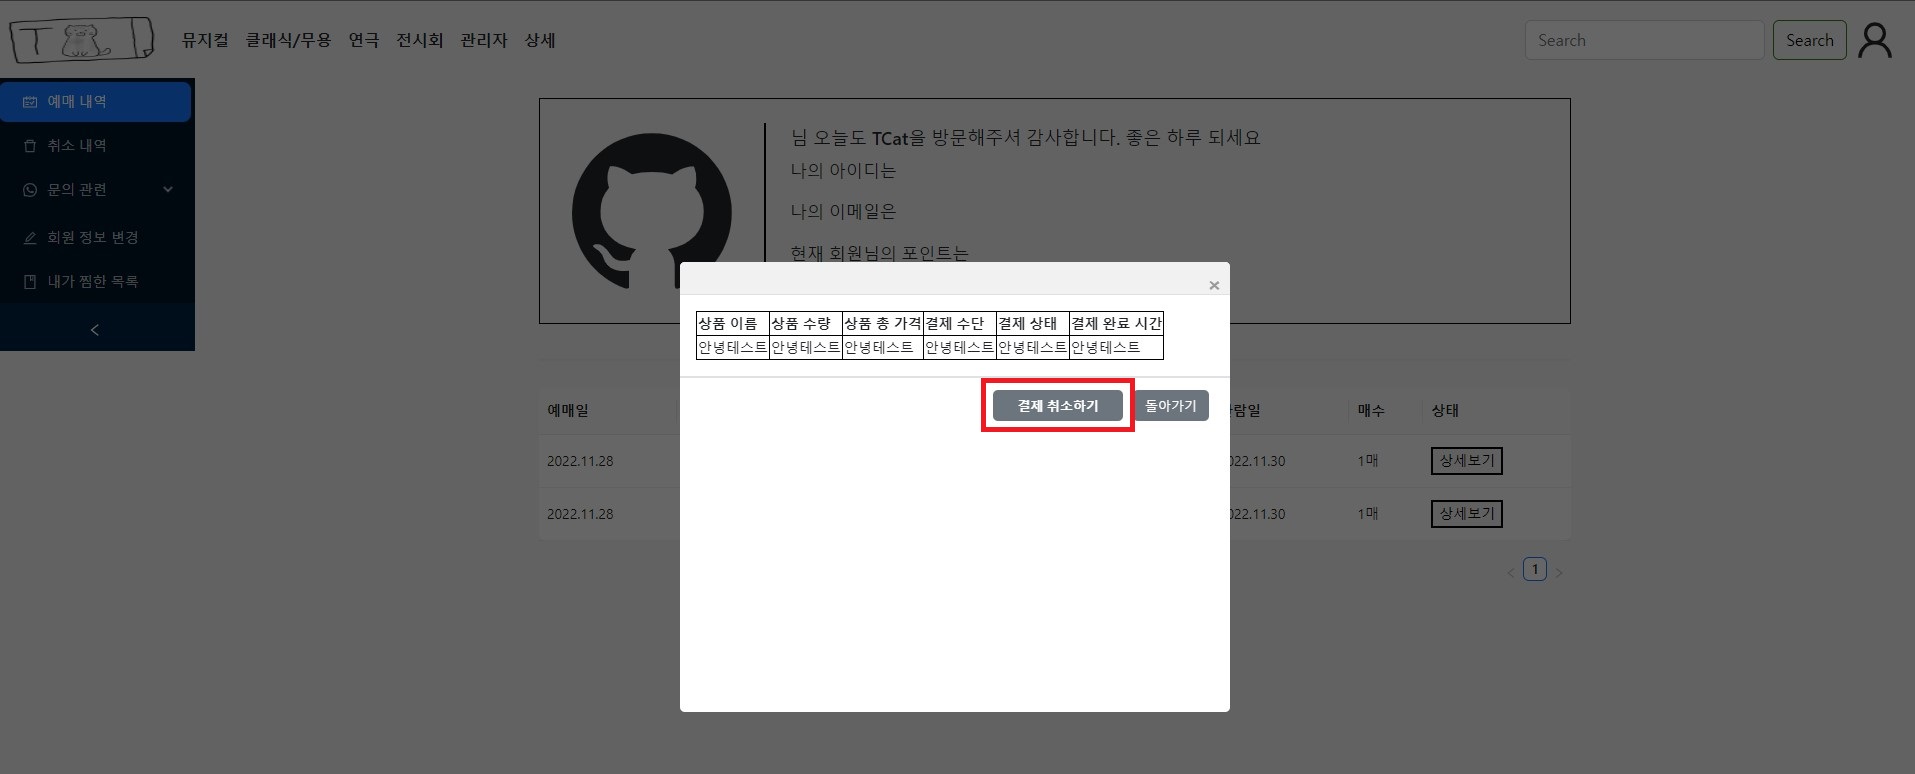 T
뮤지컬 클래식/무용 연극 전시회 관리자 상세
Search
Search
예매 내역
취소 내역
문의 관련
회원 정보 변경
내가 찜한 목록
님 오늘도 TCat을 방문해주셔 감사합니다. 좋은 하루 되세요
나의 아이디는
나의 이메일은
현재 회원님의 포인트는
×
상품 이름 상품 수량 상품 총 가격 결제 수단 결제 상태 결제 완료 시간
안녕테스트 안녕테스트 안녕테스트 안녕테스트 안녕테스트 안녕테스트
결제 취소하기 돌아가기
예매일 매수 상태
2022.11.28 022.11.30 1매 상세보기
2022.11.28 022.11.30 1매 상세보기
1